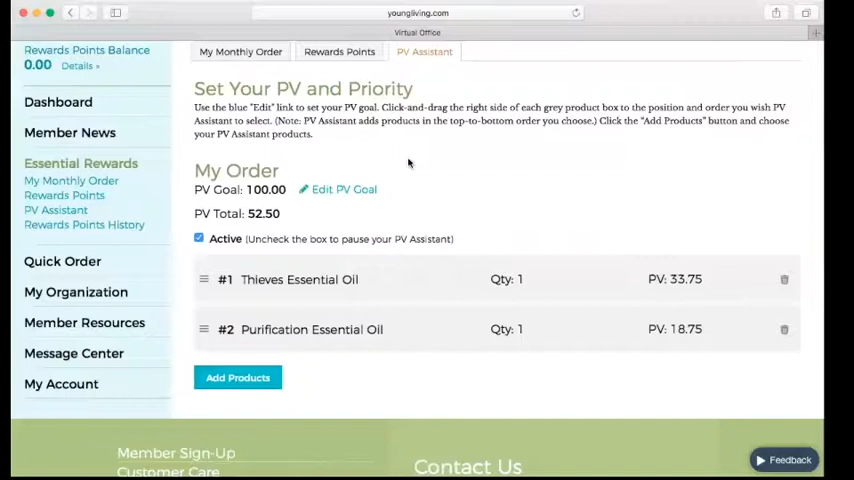 youngliving.com
Virtual Office
Rewards Points Balance
0.00 Details »
My Monthly Order
Rewards Points
PV Assistant
Dashboard
Member News
Essential Rewards
My Monthly Order
Rewards Points
PV Assistant
Rewards Points History
Quick Order
My Organization
Member Resources
Message Center
My Account
Set Your PV and Priority
Use the blue "Edit" link to set your PV goal. Click-and-drag the right side of each grey product box to the position and order you wish PV
Assistant to select. (Note: PV Assistant adds products in the top-to-bottom order you choose.) Click the "Add Products" button and choose
your PV Assistant products.
My Order
PV Goal: 100.00 Edit PV Goal
PV Total: 52.50
Active (Uncheck the box to pause your PV Assistant)
#1 Thieves Essential Oil Qty: 1 PV: 33.75
#2 Purification Essential Oil Qty: 1 PV: 18.75
Add Products
Member Sign-Up
Customer Care
Contact Us
Feedback